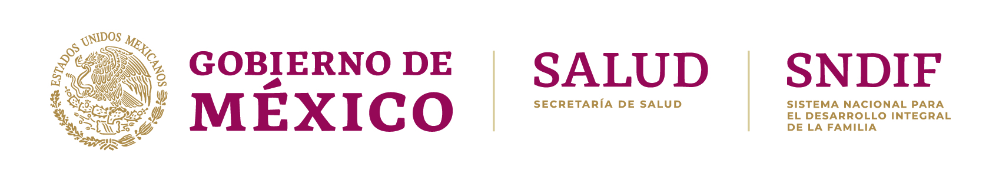 ESTADOS UNIDOS MEXICANOS
GOBIERNO DE
MÉXICO
SALUD
SECRETARÍA DE SALUD
SNDIF
SISTEMA NACIONAL PARA
EL DESARROLLO INTEGRAL
DE LA FAMILIA